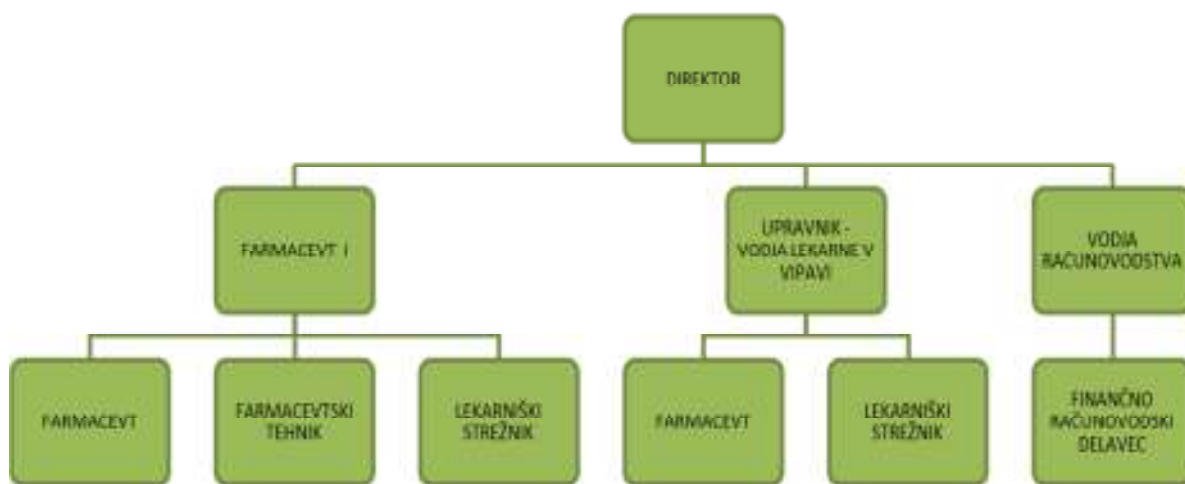 DIREKTOR
FARMACEVT I
UPRAVNIK -
VODJA LEKARNE V
VIPAVI
VODJA
RAČUNOVODSTVA
FARMACEVT
FARMACEVTSKI
TEHNIK
LEKARNIŠKI
STREŽNIK
FARMACEVT
LEKARNIŠKI
STREŽNIK
FINANČNO
RAČUNOVODSKI
DELAVEC